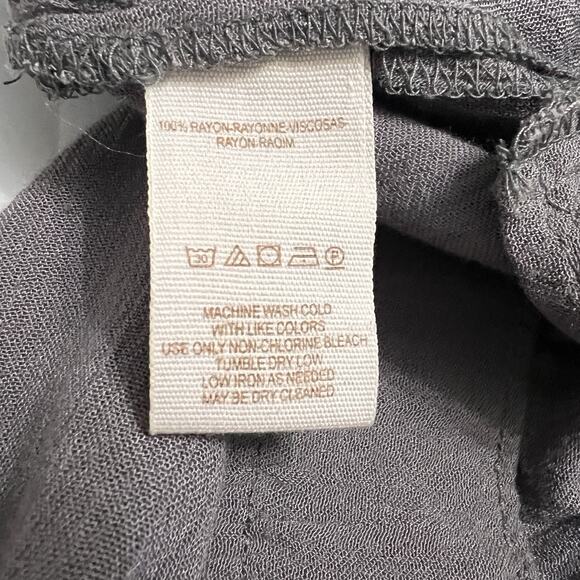 100% RAYON-RAYONNE-VISCOSAS-
RAYON-RAOIM
30 P
MACHINE WASH COLD
WITH LIKE COLORS
USE ONLY NON-CHLORINE BLEACH
TUMBLE DRY LOW
LOW IRON AS NEEDED
MAY BE DRY CLEANED